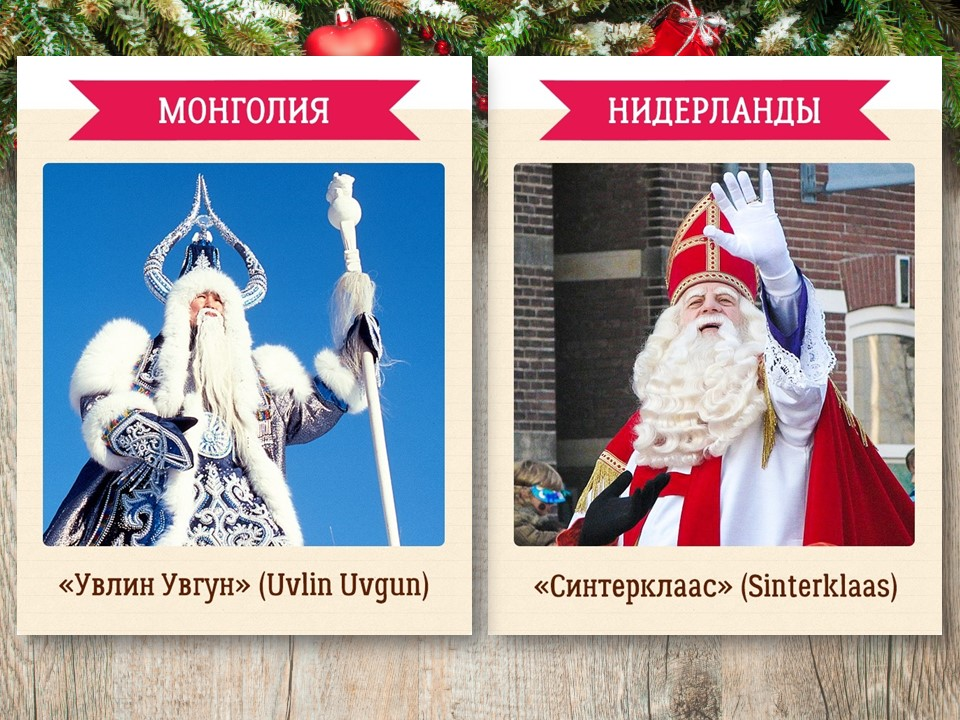 МОНГОЛИЯ
«Увлин Увгун» (Uvlin Uvgun)
НИДЕРЛАНДЫ
«Синтерклаас» (Sinterklaas)